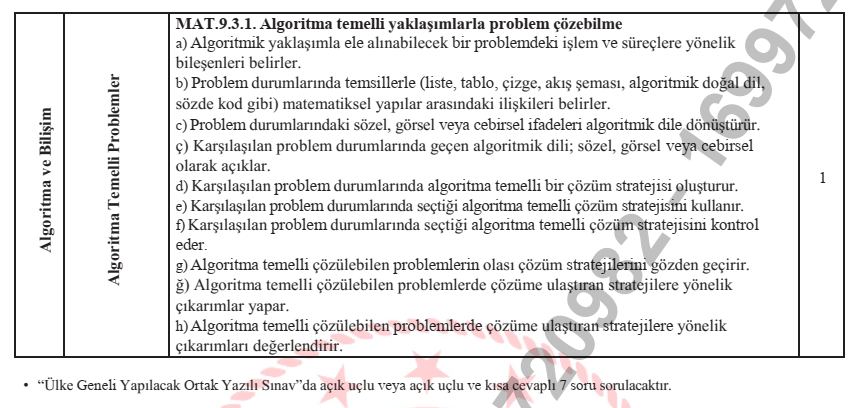 MAT.9.3.1. Algoritma temelli yaklaşımlarla problem çözebilme
a) Algoritmik yaklaşımla ele alınabilecek bir problemdeki işlem ve süreçlere yönelik
bileşenleri belirler.
b) Problem durumlarında temsillerle (liste, tablo, çizge, akış şeması, algoritmik doğal dil,
sözde kod gibi) matematiksel yapılar arasındaki ilişkileri belirler.
c) Problem durumlarındaki sözel, görsel veya cebirsel ifadeleri algoritmik dile dönüştürür.
ç) Karşılaşılan problem durumlarında geçen algoritmik dili; sözel, görsel veya cebirsel
olarak açıklar.
d) Karşılaşılan problem durumlarında algoritma temelli bir çözüm stratejisi oluşturur.
e) Karşılaşılan problem durumlarında seçtiği algoritma temelli çözüm stratejisini kullanır.
f) Karşılaşılan problem durumlarında seçtiği algoritma temelli çözüm stratejisini kontrol
eder.
g) Algoritma temelli çözülebilen problemlerin olası çözüm stratejilerini gözden geçirir.
ğ) Algoritma temelli çözülebilen problemlerde çözüme ulaştıran stratejilere yönelik
çıkarımlar yapar.
h) Algoritma temelli çözülebilen problemlerde çözüme ulaştıran stratejilere yönelik
çıkarımları değerlendirir.
Algoritma ve Bilişim
Algoritma Temelli Problemler
1
• “Ülke Geneli Yapılacak Ortak Yazılı Sınav”da açık uçlu veya açık uçlu ve kısa cevaplı 7 soru sorulacaktır.